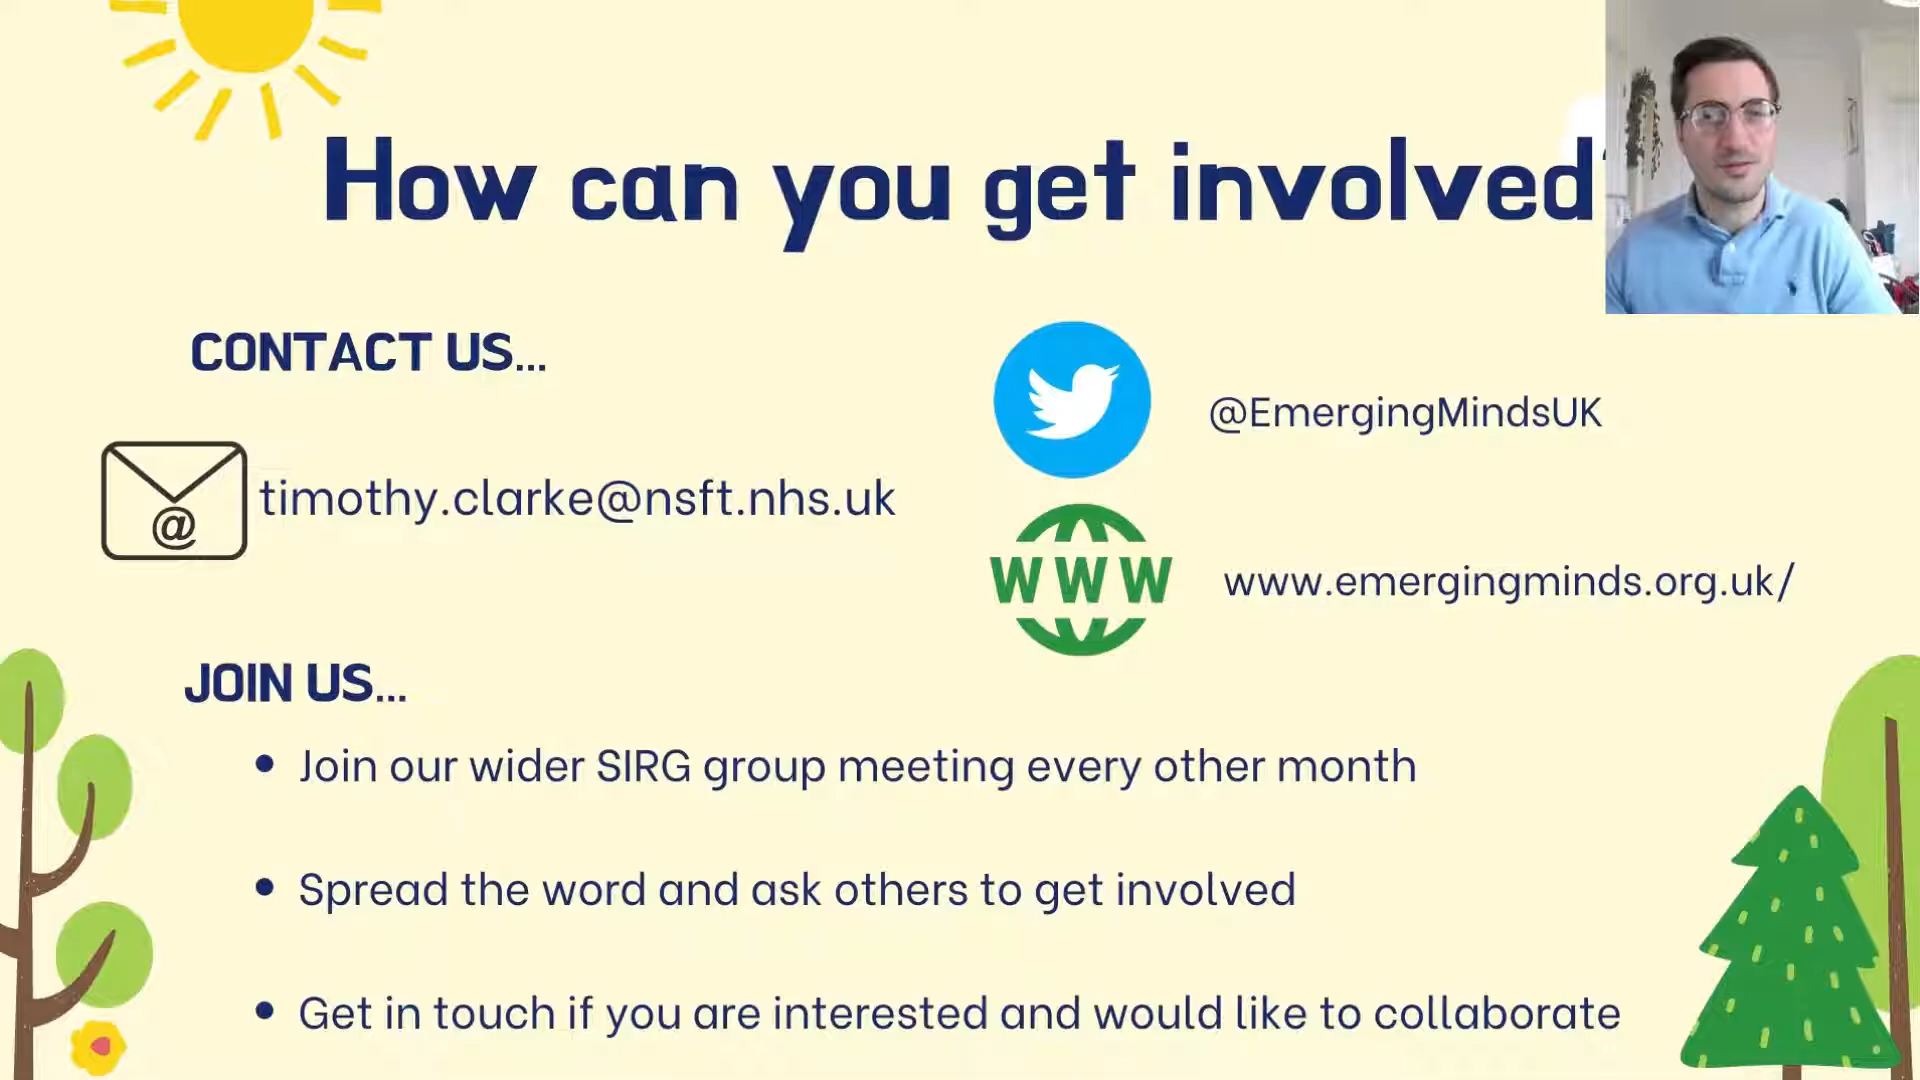 How can you get involved
CONTACT US...
@
timothy.clarke@nsft.nhs.uk
@EmergingMindsUK
WWW
www.emergingminds.org.uk/
JOIN US...
• Join our wider SIRG group meeting every other month
• Spread the word and ask others to get involved
• Get in touch if you are interested and would like to collaborate